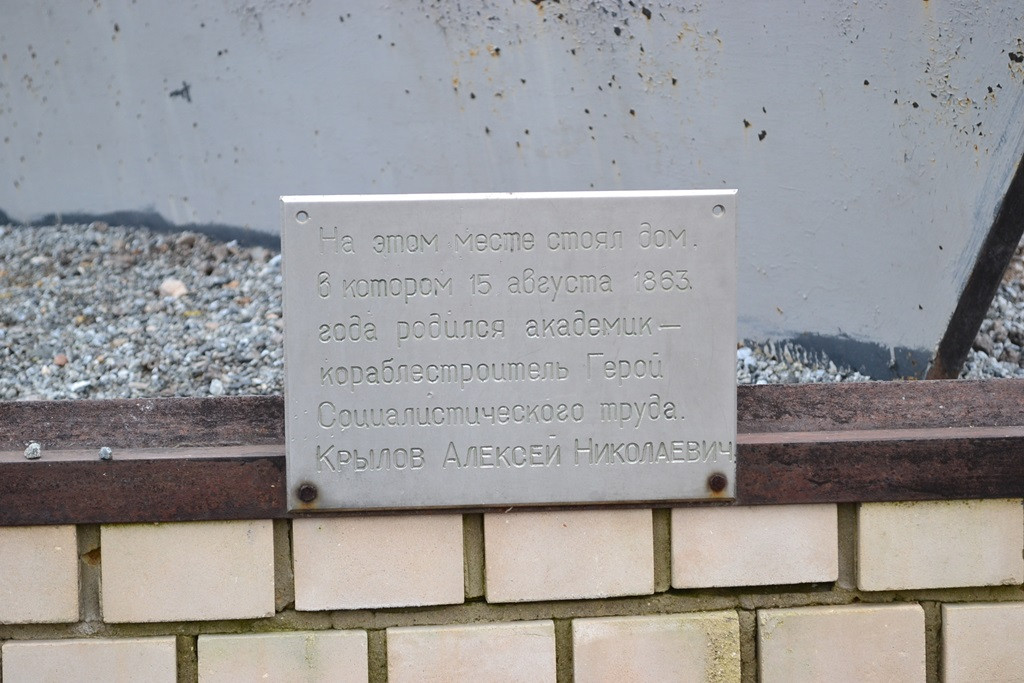 На этом месте стоял дом.
в котором 15 августа 1863.
года родился академик —
кораблестроитель Герой
Социалистического труда.
Крылов Алексей Николаевич.